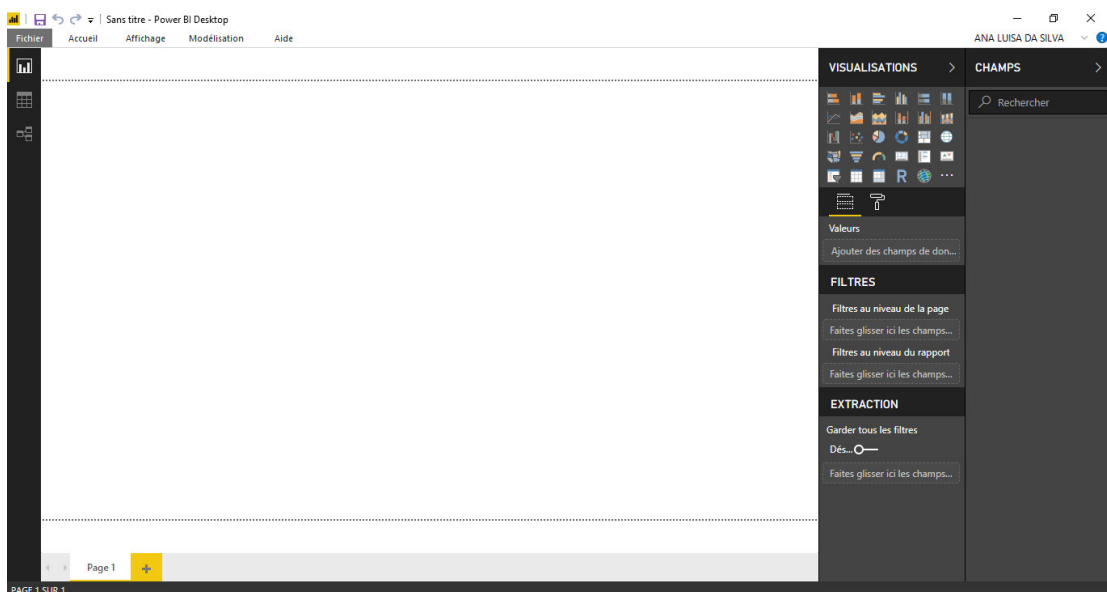 Sans titre - Power BI Desktop
Fichier Accueil Affichage Modélisation Aide
ANA LUISA DA SILVA
VISUALISATIONS
CHAMPS
Rechercher
R
Valeurs
Ajouter des champs de don...
FILTRES
Filtres au niveau de la page
Faites glisser ici les champs...
Filtres au niveau du rapport
Faites glisser ici les champs...
EXTRACTION
Garder tous les filtres
Dés...
Faites glisser ici les champs...
Page 1
PAGE 1 SUR 1